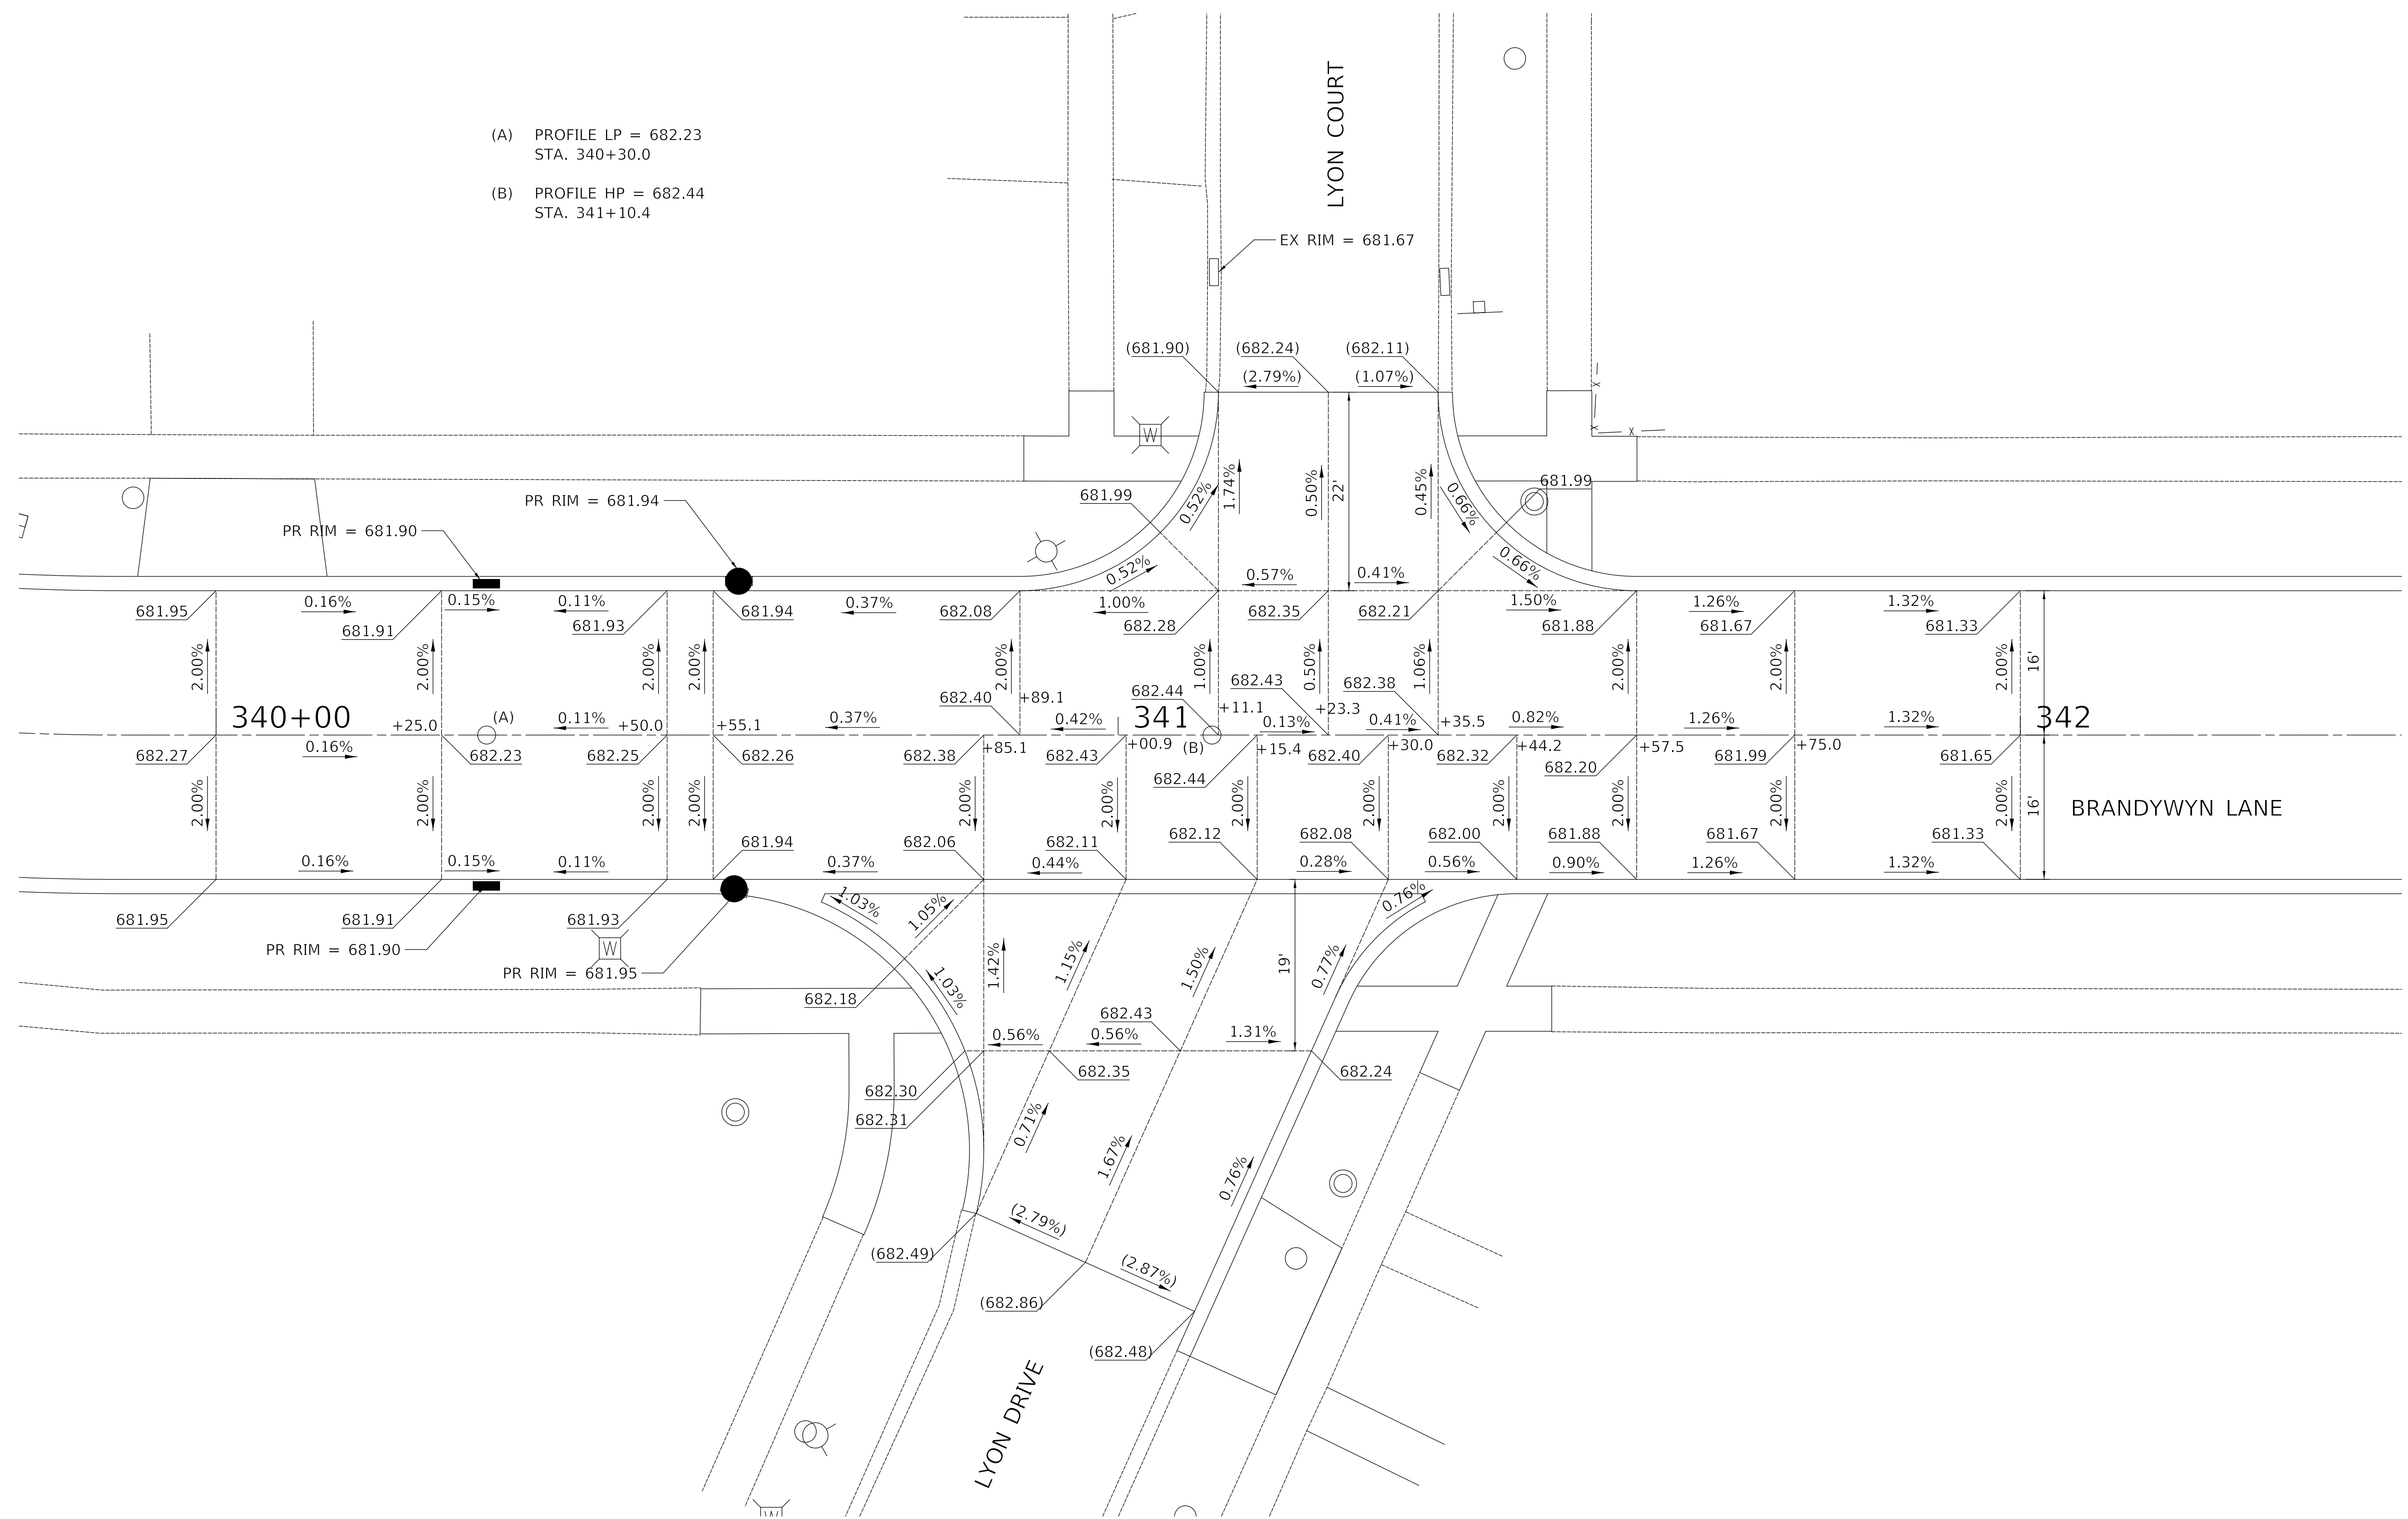 LYON COURT
(A) PROFILE LP = 682.23
STA. 340+30.0
(B) PROFILE HP = 682.44
STA. 341+10.4
EX RIM = 681.67
(681.90) (682.24) (682.11)
(2.79%) (1.07%)
W
X
X
X
1.74% 0.50% 22' 0.45%
681.99 0.52% 0.66% 681.99
PR RIM = 681.94
PR RIM = 681.90
0.52% 0.66%
0.57% 0.41%
681.95 0.16% 681.91 0.15% 0.11% 681.93 681.94 0.37% 682.08 1.00% 682.28 682.35 682.21 1.50% 681.88 1.26% 681.67 1.32% 681.33
2.00% 2.00% 2.00% 2.00% 2.00% 1.00% 0.50% 1.06% 2.00% 2.00% 2.00% 16'
682.40 +89.1 682.44 +11.1 682.43 +23.3 682.38 +35.5
340+00 +25.0 (A) 0.11% +50.0 +55.1 0.37% 0.42% 341 0.13% 0.41% 0.82% 1.26% 1.32% 342
682.27 0.16% 682.23 682.25 682.26 682.38 +85.1 682.43 +00.9 (B) +15.4 682.40 +30.0 682.32 +44.2 682.20 +57.5 681.99 +75.0 681.65
682.44
2.00% 2.00% 2.00% 2.00% 2.00% 2.00% 2.00% 2.00% 2.00% 2.00% 2.00% 2.00% 16' BRANDYWYN LANE
681.94 682.06 682.11 682.12 682.08 682.00 681.88 681.67 681.33
0.16% 0.15% 0.11% 0.37% 0.44% 0.28% 0.56% 0.90% 1.26% 1.32%
681.95 681.91 681.93 1.03% 1.05% 0.76%
PR RIM = 681.90 W
PR RIM = 681.95
1.03% 1.42% 1.15% 1.50% 19' 0.77%
682.18
682.43
0.56% 0.56% 1.31%
682.30 682.35 682.24
682.31
0.71% 1.67% 0.76%
(2.79%)
(682.49) (2.87%)
(682.86)
(682.48)
LYON DRIVE
W